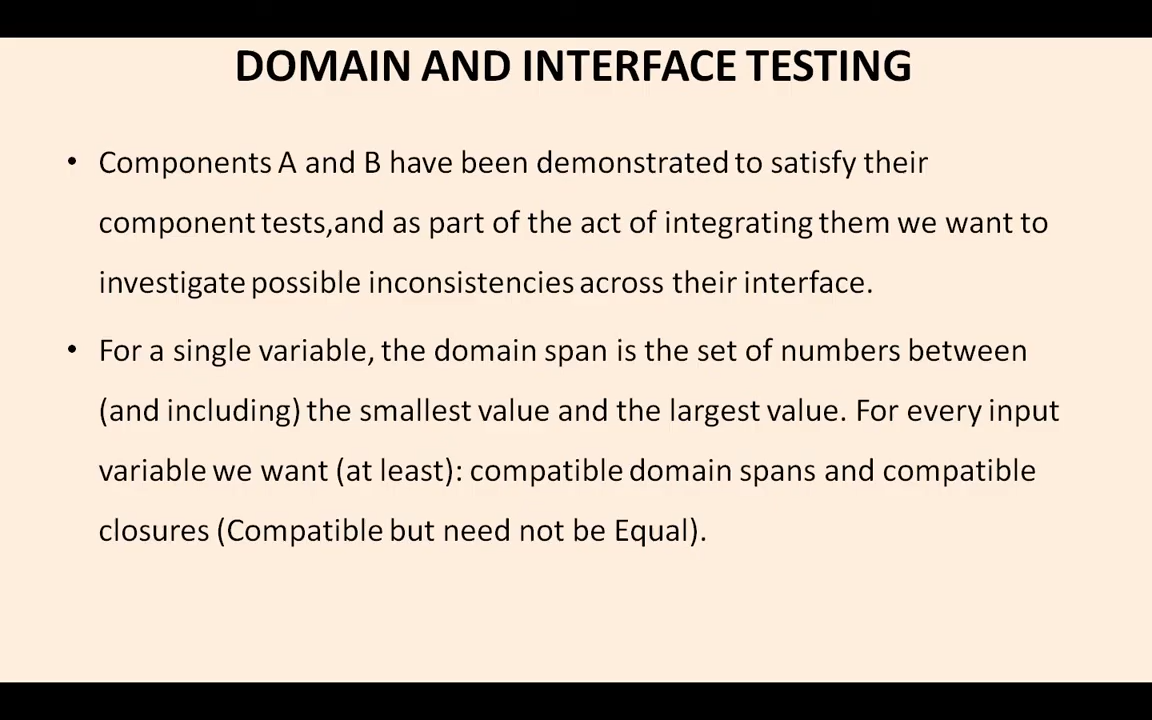 DOMAIN AND INTERFACE TESTING
• Components A and B have been demonstrated to satisfy their
component tests,and as part of the act of integrating them we want to
investigate possible inconsistencies across their interface.
• For a single variable, the domain span is the set of numbers between
(and including) the smallest value and the largest value. For every input
variable we want (at least): compatible domain spans and compatible
closures (Compatible but need not be Equal).